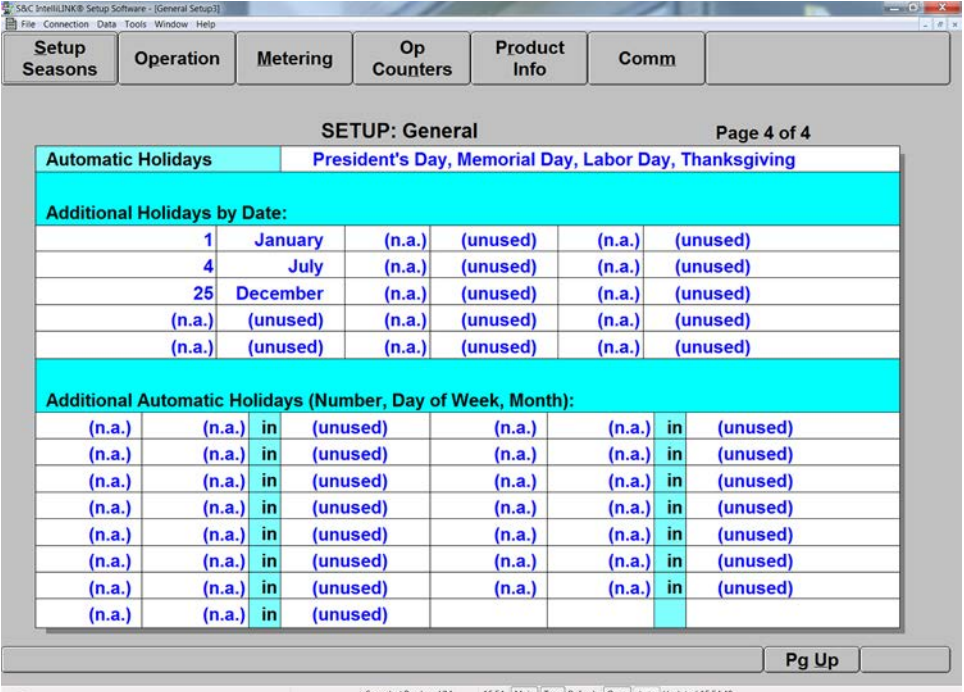 S&C IntelliLINK® Setup Software - [General Setup3]
File Connection Data Tools Window Help
Setup Seasons Operation Metering Op Counters Product Info Comm
SETUP: General Page 4 of 4
Automatic Holidays President's Day, Memorial Day, Labor Day, Thanksgiving
Additional Holidays by Date:
1 January (n.a.) (unused) (n.a.) (unused)
4 July (n.a.) (unused) (n.a.) (unused)
25 December (n.a.) (unused) (n.a.) (unused)
(n.a.) (unused) (n.a.) (unused) (n.a.) (unused)
(n.a.) (unused) (n.a.) (unused) (n.a.) (unused)
Additional Automatic Holidays (Number, Day of Week, Month):
(n.a.) (n.a.) in (unused) (n.a.) (n.a.) in (unused)
(n.a.) (n.a.) in (unused) (n.a.) (n.a.) in (unused)
(n.a.) (n.a.) in (unused) (n.a.) (n.a.) in (unused)
(n.a.) (n.a.) in (unused) (n.a.) (n.a.) in (unused)
(n.a.) (n.a.) in (unused) (n.a.) (n.a.) in (unused)
(n.a.) (n.a.) in (unused) (n.a.) (n.a.) in (unused)
(n.a.) (n.a.) in (unused) (n.a.) (n.a.) in (unused)
(n.a.) (n.a.) in (unused)
Pg Up